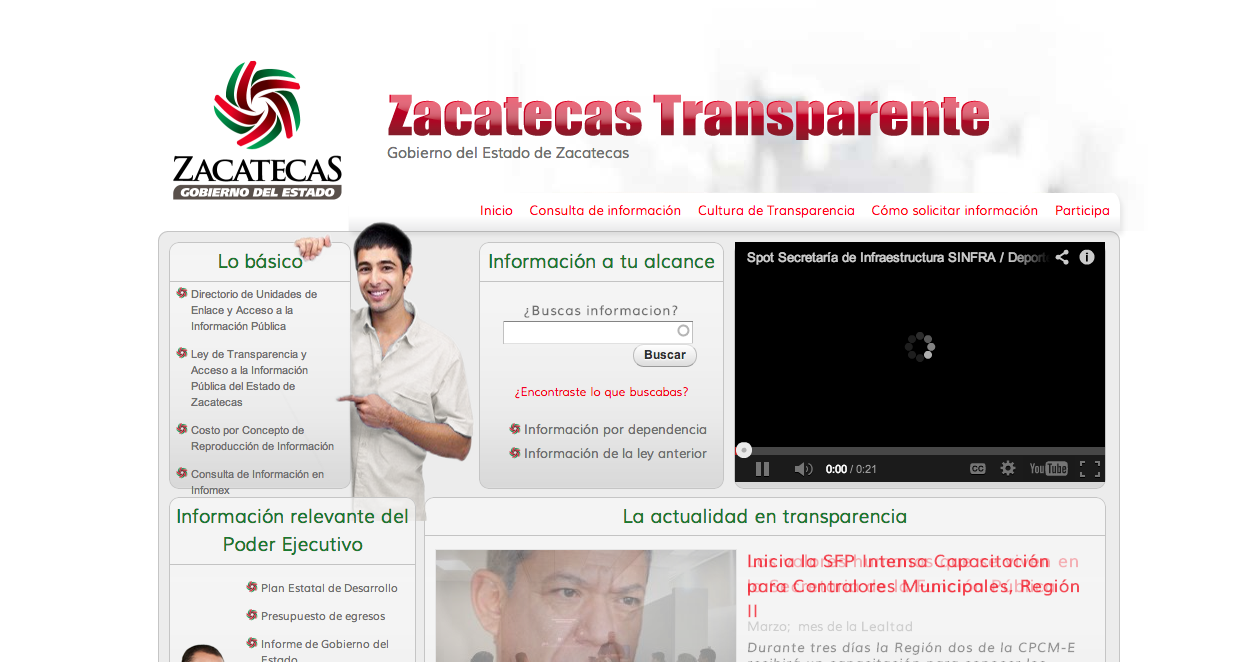 ZACATECAS
GOBIERNO DEL ESTADO
Zacatecas Transparente
Gobierno del Estado de Zacatecas
Inicio Consulta de información Cultura de Transparencia Cómo solicitar información Participa
Lo básico
Directorio de Unidades de
Enlace y Acceso a la
Información Pública
Ley de Transparencia y
Acceso a la Información
Pública del Estado de
Zacatecas
Costo por Concepto de
Reproducción de Información
Consulta de Información en
Infomex
Información a tu alcance
¿Buscas informacion?
Buscar
¿Encontraste lo que buscabas?
Información por dependencia
Información de la ley anterior
Spot Secretaría de Infraestructura SINFRA / Deport
0:00 / 0:21
CC
YouTube
Información relevante del
Poder Ejecutivo
Plan Estatal de Desarrollo
Presupuesto de egresos
Informe de Gobierno del
Estado
La actualidad en transparencia
Inicia la SFP Intensa Capacitación
para Contralores Municipales, Región
II
Marzo; mes de la Lealtad
Durante tres días la Región dos de la CPCM-E